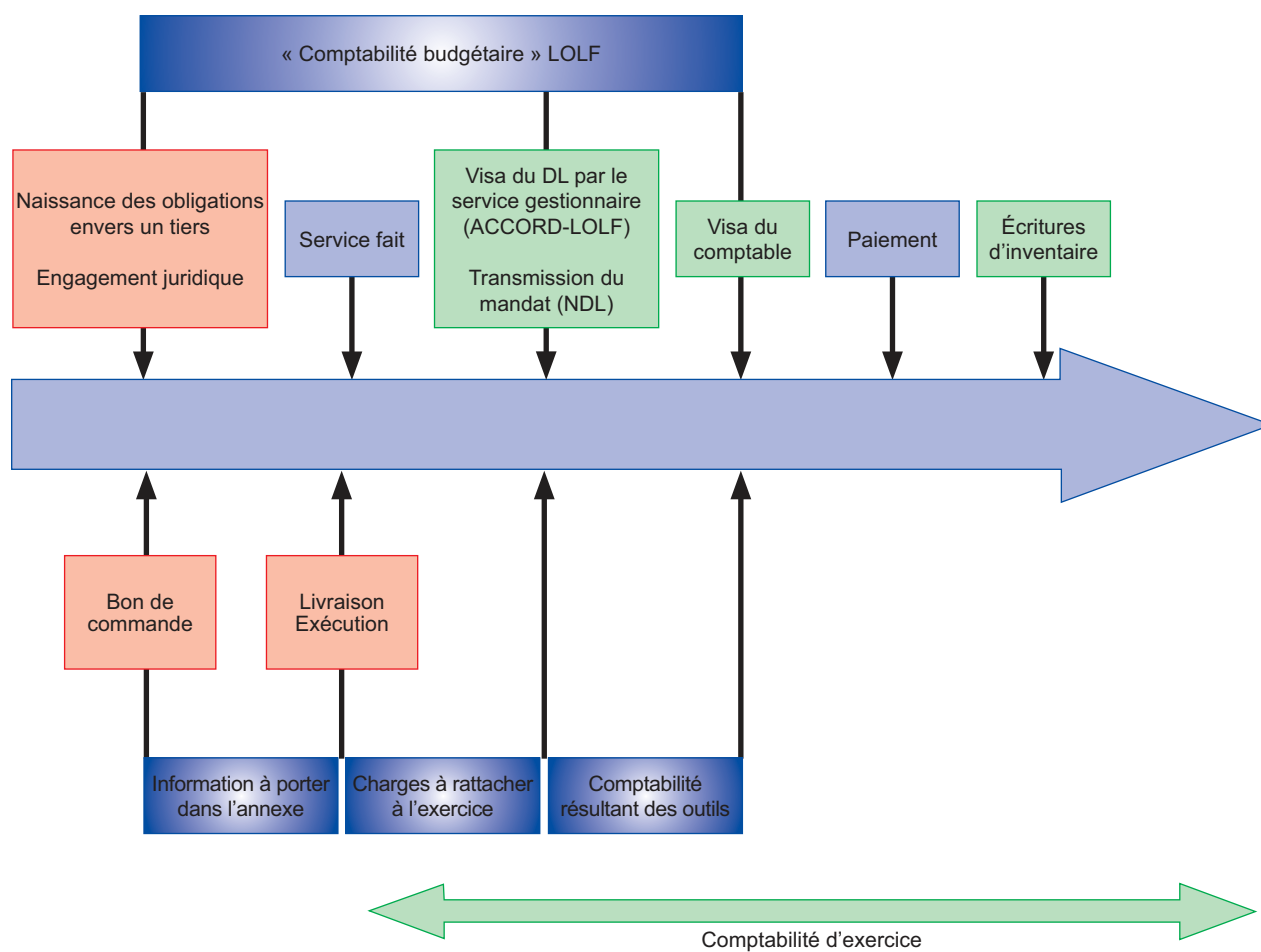 « Comptabilité budgétaire » LOLF
Naissance des obligations
envers un tiers
Engagement juridique
Service fait
Visa du DL par le
service gestionnaire
(ACCORD-LOLF)
Transmission du
mandat (NDL)
Visa du
comptable
Paiement
Écritures
d’inventaire
Bon de
commande
Livraison
Exécution
Information à porter
dans l’annexe
Charges à rattacher
à l’exercice
Comptabilité
résultant des outils
Comptabilité d’exercice